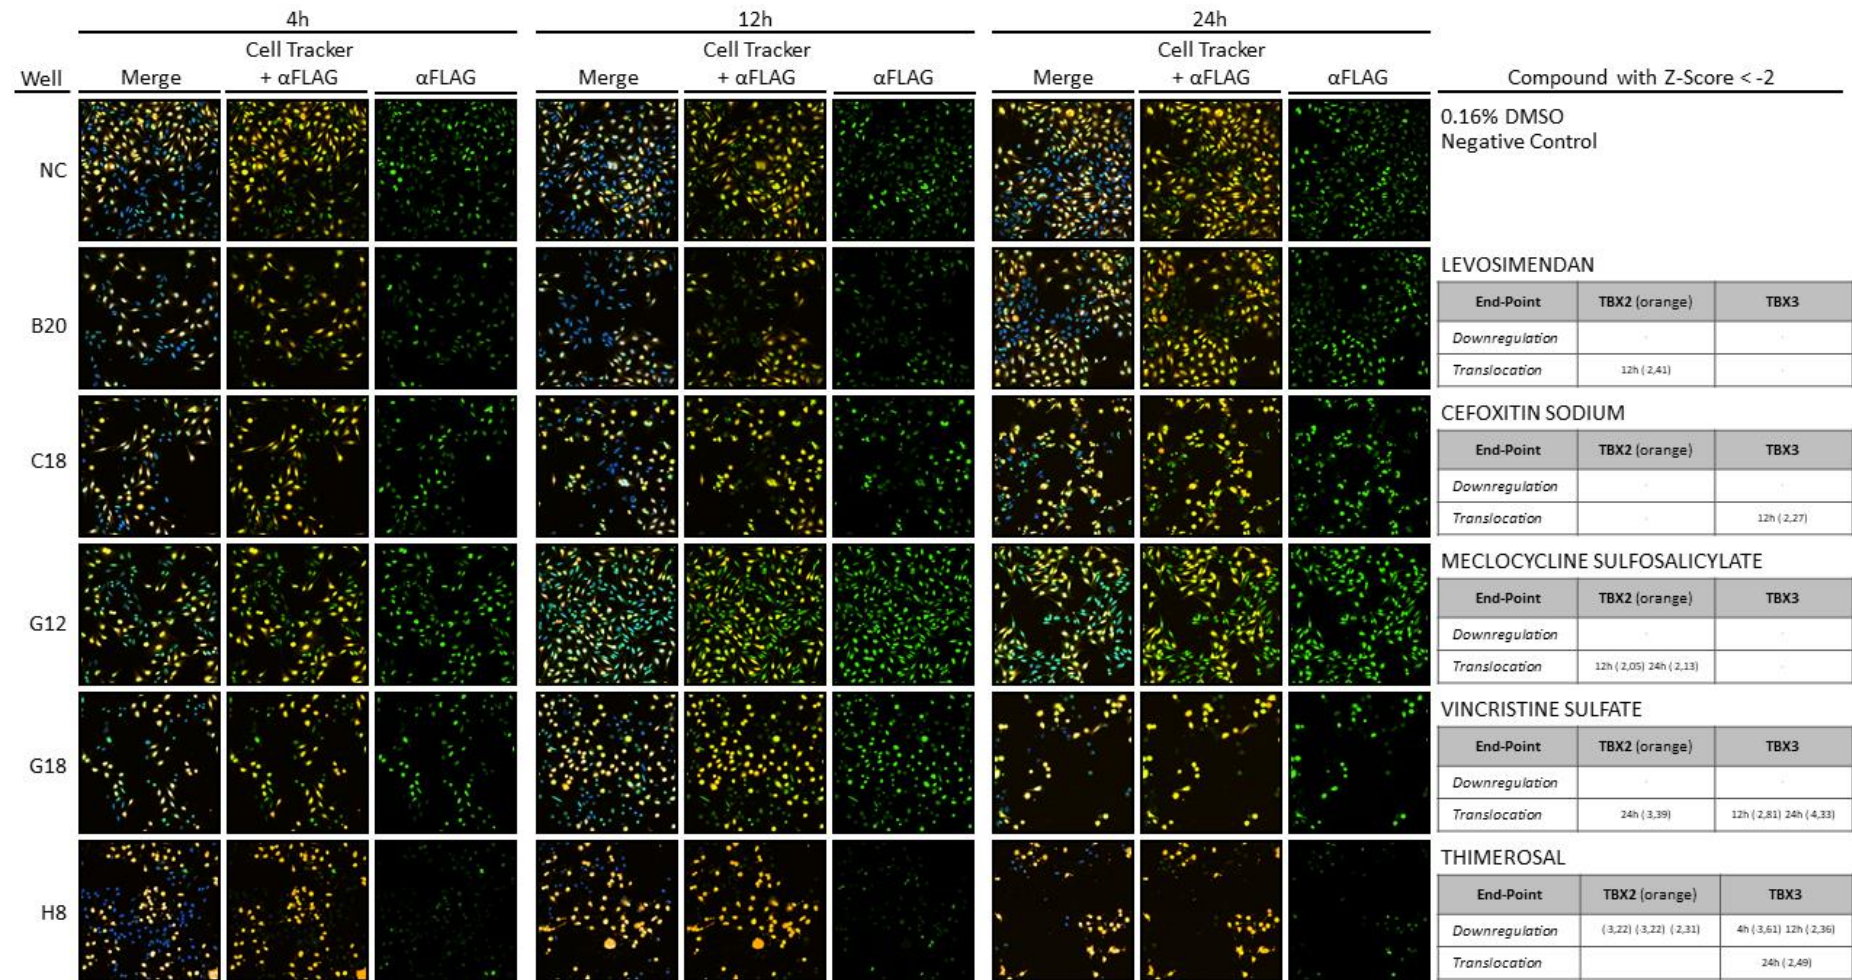 4h 12h 24h
Cell Tracker Cell Tracker Cell Tracker
Well Merge + αFLAG αFLAG Merge + αFLAG αFLAG Merge + αFLAG αFLAG Compound with Z-Score < -2
NC
0.16% DMSO
Negative Control
B20
LEVOSIMENDAN
End-Point TBX2 (orange) TBX3
Downregulation - -
Translocation 12h (-2,41) -
C18
CEFOXITIN SODIUM
End-Point TBX2 (orange) TBX3
Downregulation - -
Translocation - 12h (-2,27)
G12
MECLOCYCLINE SULFOSALICYLATE
End-Point TBX2 (orange) TBX3
Downregulation - -
Translocation 12h (-2,05) 24h (-2,13) -
G18
VINCRISTINE SULFATE
End-Point TBX2 (orange) TBX3
Downregulation - -
Translocation 24h (-3,39) 12h (-2,81) 24h (-4,33)
H8
THIMEROSAL
End-Point TBX2 (orange) TBX3
Downregulation (-3,22) (-3,22) (-2,31) 4h (-3,61) 12h (-2,36)
Translocation 24h (-2,49)